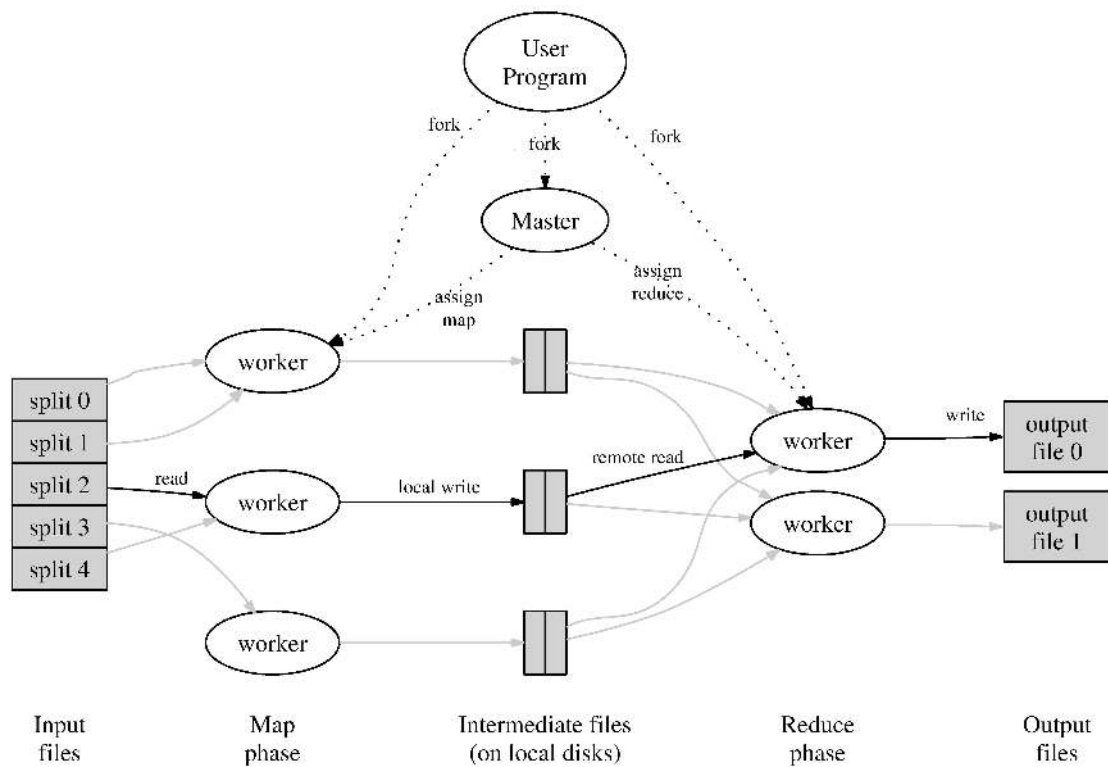 User
Program
fork
fork
fork
Master
assign
map
assign
reduce
worker
split 0
split 1
split 2
split 3
split 4
read
worker
local write
remote read
worker
worker
worker
write
output
file 0
output
file 1
Input
files
Map
phase
Intermediate files
(on local disks)
Reduce
phase
Output
files